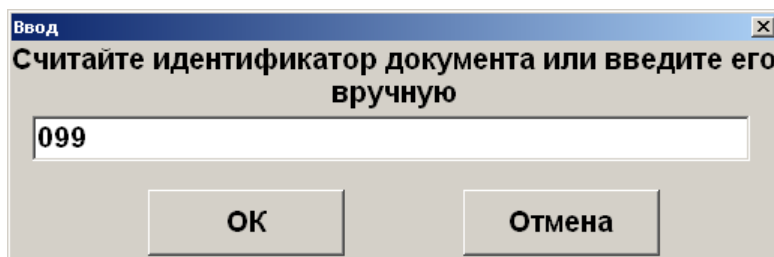 Ввод
Считайте идентификатор документа или введите его
вручную
099
ОК
Отмена